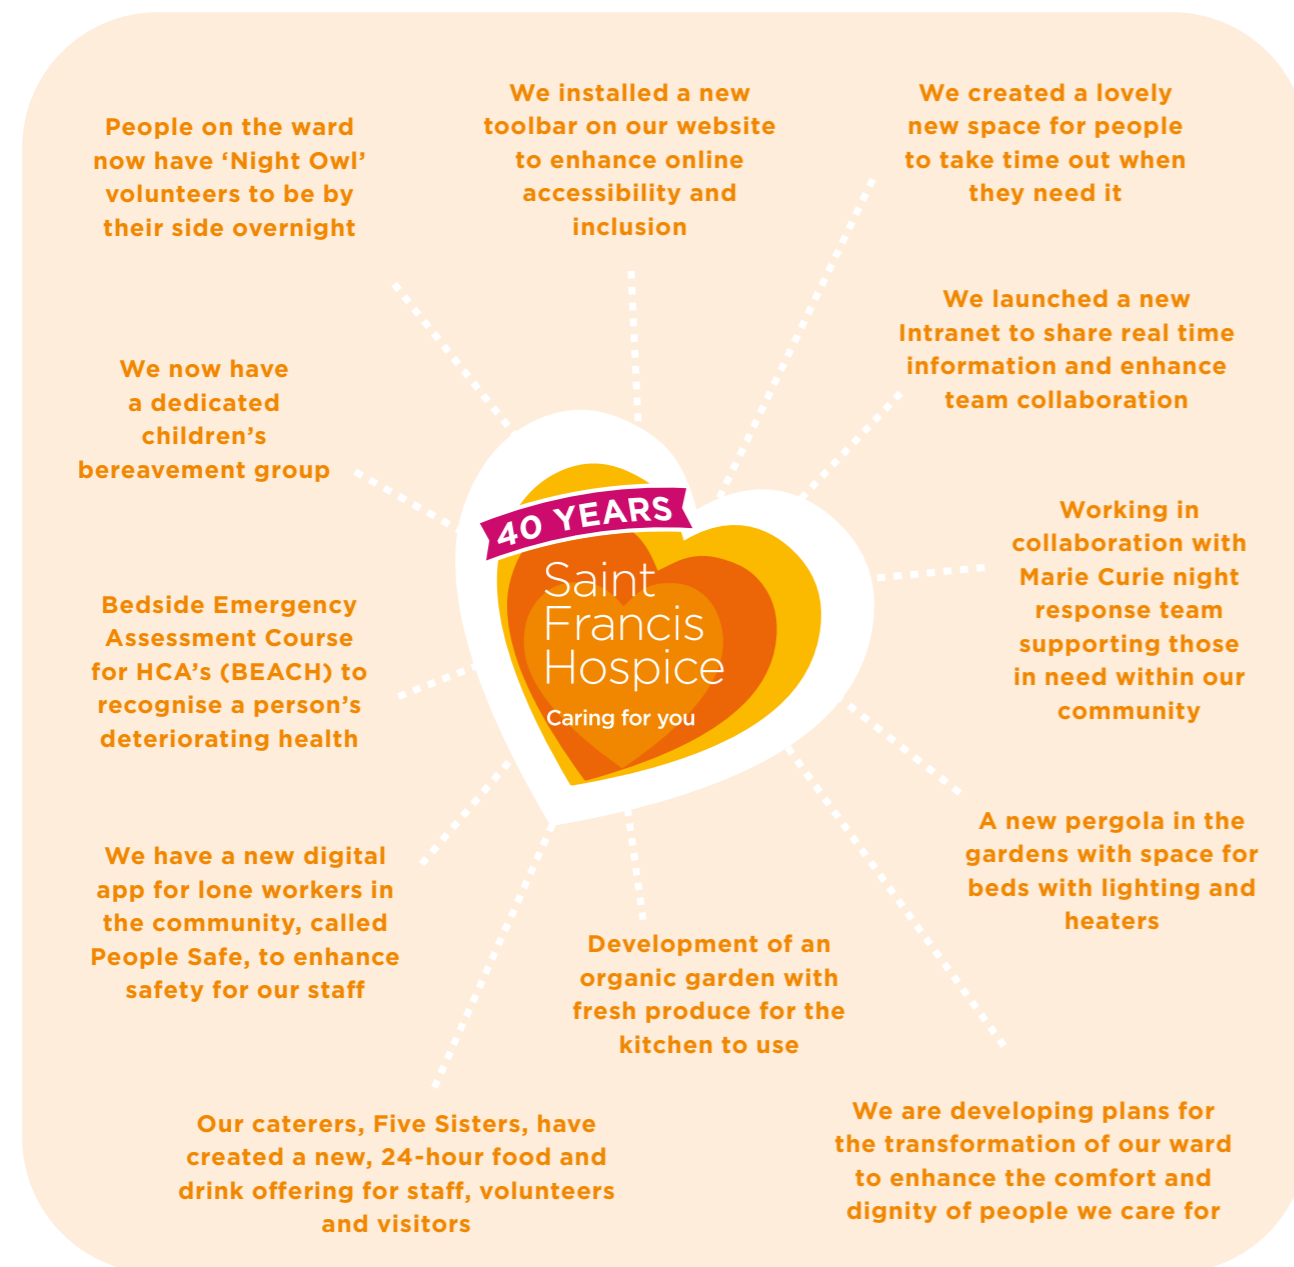 People on the ward
now have ‘Night Owl’
volunteers to be by
their side overnight
We installed a new
toolbar on our website
to enhance online
accessibility and
inclusion
We created a lovely
new space for people
to take time out when
they need it
We launched a new
Intranet to share real time
information and enhance
team collaboration
We now have
a dedicated
children’s
bereavement group
40 YEARS
Saint
Francis
Hospice
Caring for you
Working in
collaboration with
Marie Curie night
response team
supporting those
in need within our
community
Bedside Emergency
Assessment Course
for HCA’s (BEACH) to
recognise a person’s
deteriorating health
A new pergola in the
gardens with space for
beds with lighting and
heaters
We have a new digital
app for lone workers in
the community, called
People Safe, to enhance
safety for our staff
Development of an
organic garden with
fresh produce for the
kitchen to use
Our caterers, Five Sisters, have
created a new, 24-hour food and
drink offering for staff, volunteers
and visitors
We are developing plans for
the transformation of our ward
to enhance the comfort and
dignity of people we care for